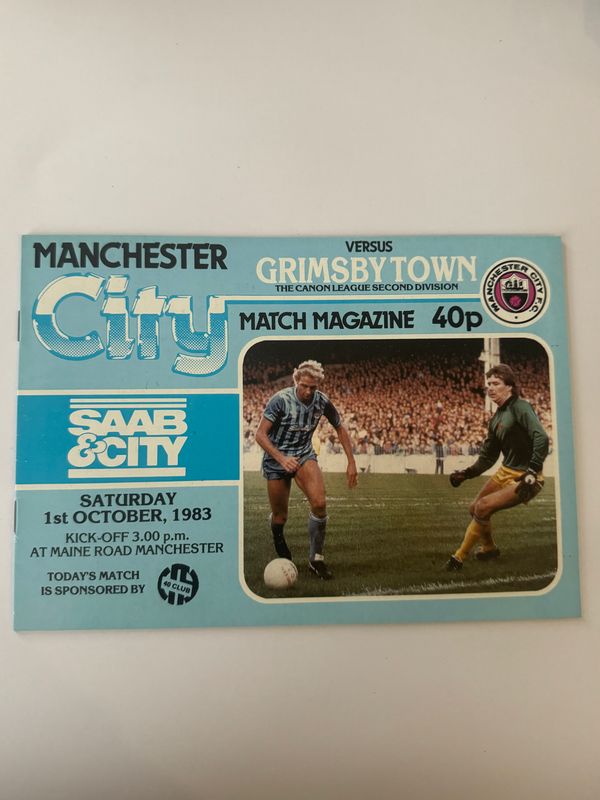 MANCHESTER
City
VERSUS
GRIMSBY TOWN
THE CANON LEAGUE SECOND DIVISION
MANCHESTER CITY F.C.
MATCH MAGAZINE 40p
SAAB
& CITY
SATURDAY
1st OCTOBER, 1983
KICK-OFF 3.00 p.m.
AT MAINE ROAD MANCHESTER
TODAY'S MATCH
IS SPONSORED BY
48 CLUB